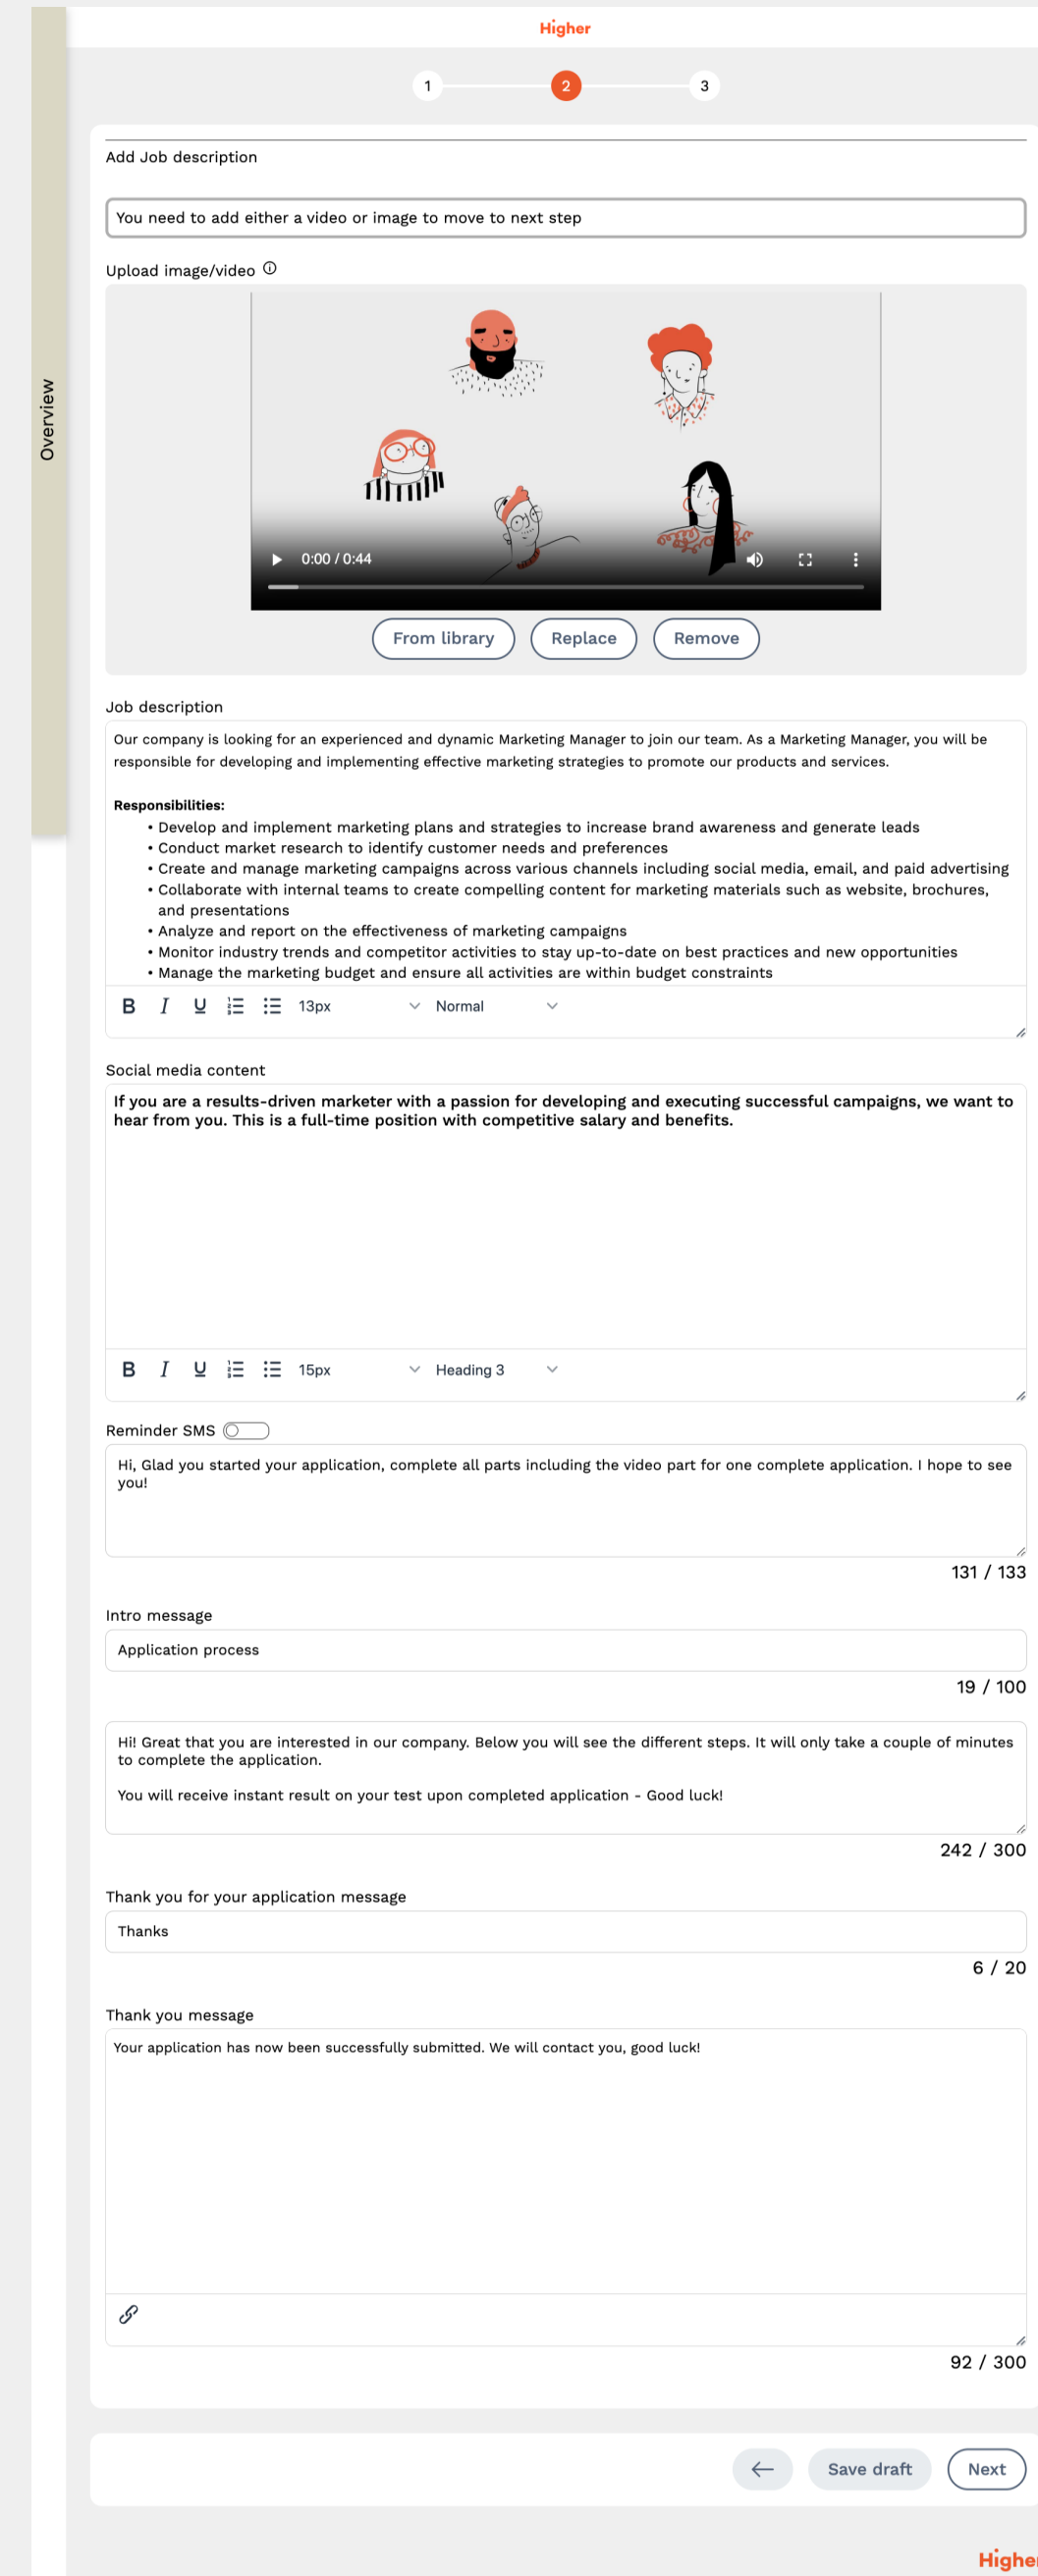 Higher
1
2
3
Overview
Add Job description
You need to add either a video or image to move to next step
Upload image/video
0:00 / 0:44
From library
Replace
Remove
Job description
Our company is looking for an experienced and dynamic Marketing Manager to join our team. As a Marketing Manager, you will be
responsible for developing and implementing effective marketing strategies to promote our products and services.
Responsibilities:
• Develop and implement marketing plans and strategies to increase brand awareness and generate leads
• Conduct market research to identify customer needs and preferences
• Create and manage marketing campaigns across various channels including social media, email, and paid advertising
• Collaborate with internal teams to create compelling content for marketing materials such as website, brochures,
and presentations
• Analyze and report on the effectiveness of marketing campaigns
• Monitor industry trends and competitor activities to stay up-to-date on best practices and new opportunities
• Manage the marketing budget and ensure all activities are within budget constraints
B I U 13px Normal
Social media content
If you are a results-driven marketer with a passion for developing and executing successful campaigns, we want to
hear from you. This is a full-time position with competitive salary and benefits.
B I U 15px Heading 3
Reminder SMS
Hi, Glad you started your application, complete all parts including the video part for one complete application. I hope to see
you!
131 / 133
Intro message
Application process
19 / 100
Hi! Great that you are interested in our company. Below you will see the different steps. It will only take a couple of minutes
to complete the application.
You will receive instant result on your test upon completed application - Good luck!
242 / 300
Thank you for your application message
Thanks
6 / 20
Thank you message
Your application has now been successfully submitted. We will contact you, good luck!
92 / 300
Save draft
Next
Highe